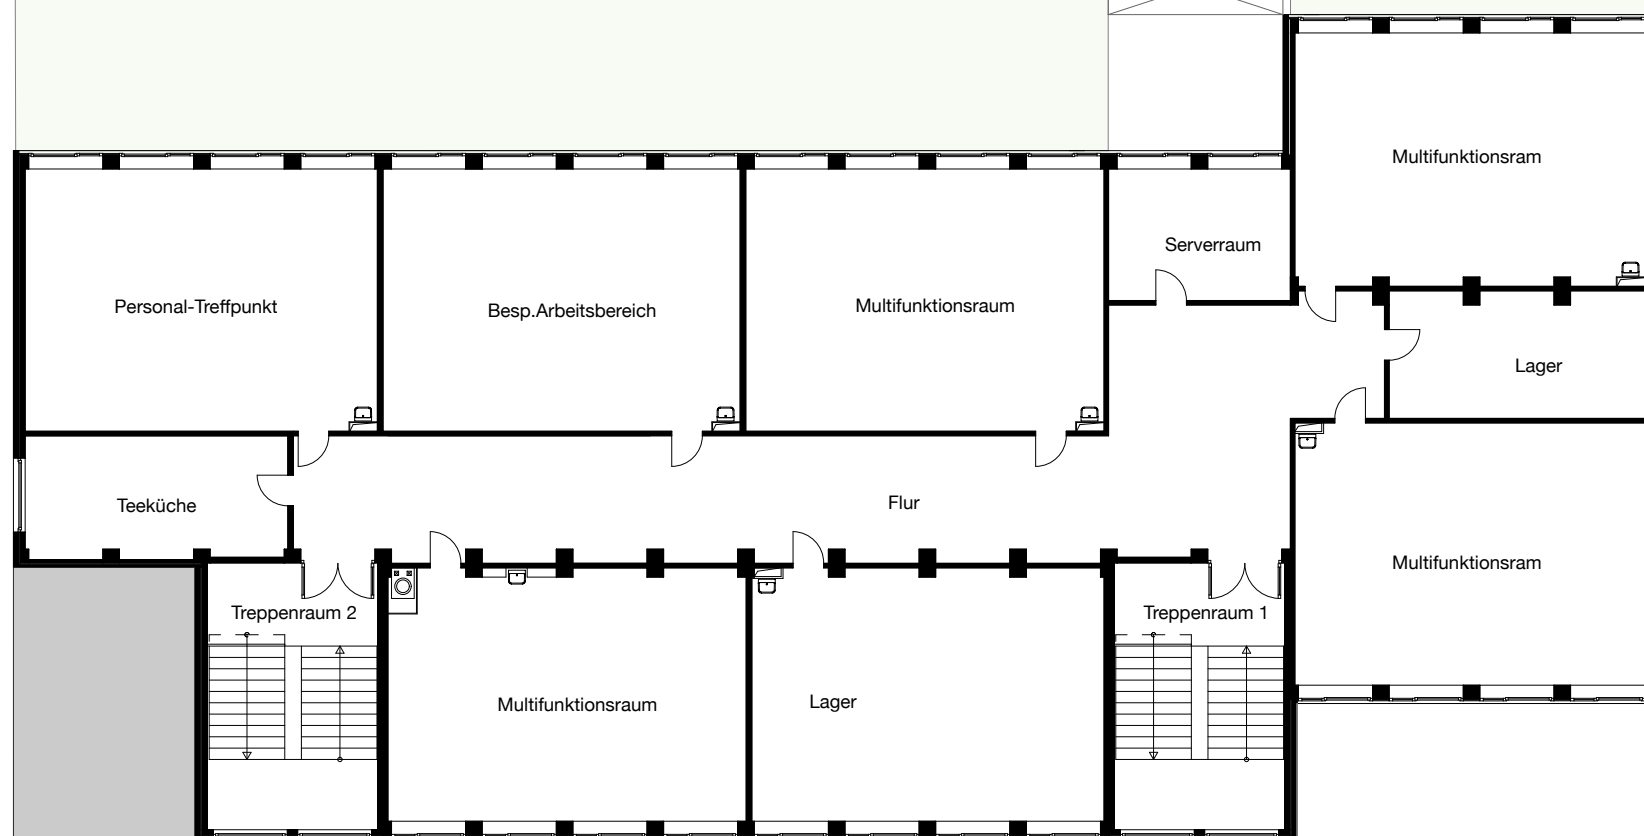 Multifunktionsram
Serverraum
Personal-Treffpunkt
Besp.Arbeitsbereich
Multifunktionsraum
Lager
Teeküche
Flur
Multifunktionsram
Treppenraum 2
Treppenraum 1
Multifunktionsraum
Lager